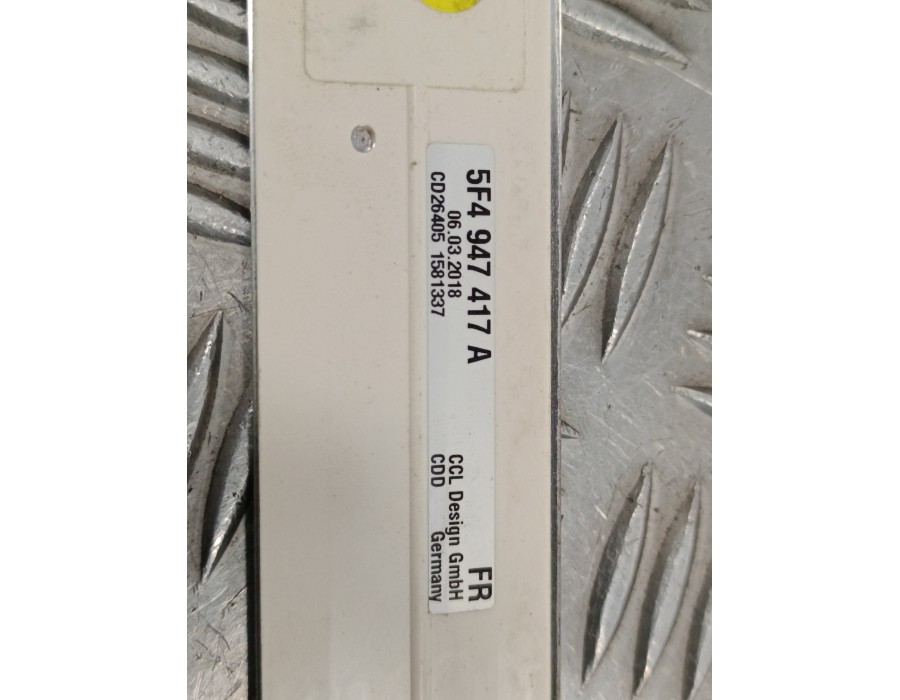 5F4 947 417 A FR
06.03.2018 CCL Design GmbH
CD26405 1581337 CDD Germany